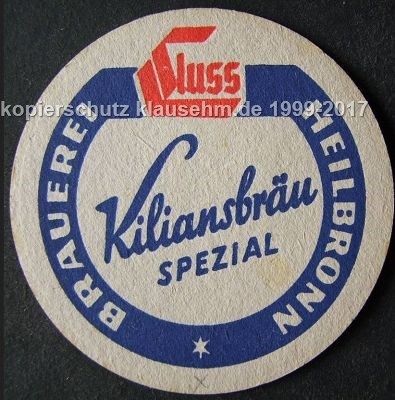 Cluss
kopierschutz klausehm.de 1999-2017
BRAUEREI HEILBRONN
Kiliansbräu
SPEZIAL